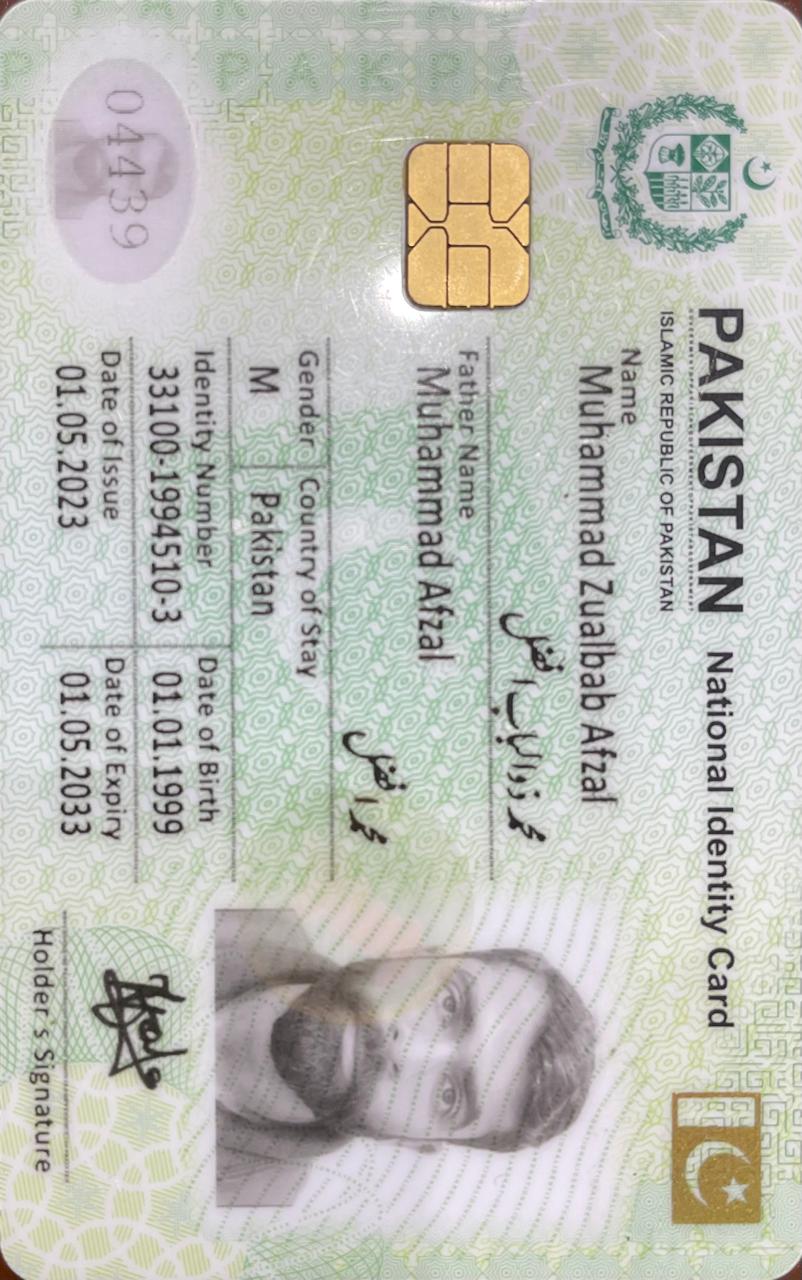 PAKISTAN National Identity Card
ISLAMIC REPUBLIC OF PAKISTAN
Name
Muhammad Zualbab Afzal
محمد ذوالباب افضل
Father Name
Muhammad Afzal
محمد افضل
Gender Country of Stay
M Pakistan
Identity Number Date of Birth
33100-1994510-3 01.01.1999
Date of Issue Date of Expiry
01.05.2023 01.05.2033
Holder's Signature
04439